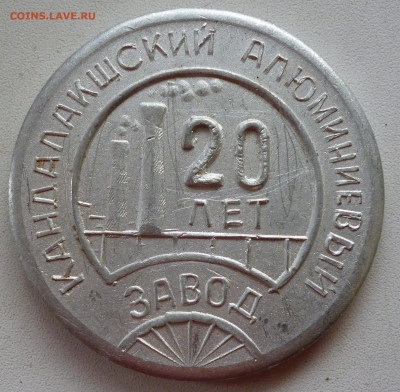 COINS.LAVE.RU
КАНДАЛАКШСКИЙ АЛЮМИНИЕВЫЙ
20
ЛЕТ
ЗАВОД